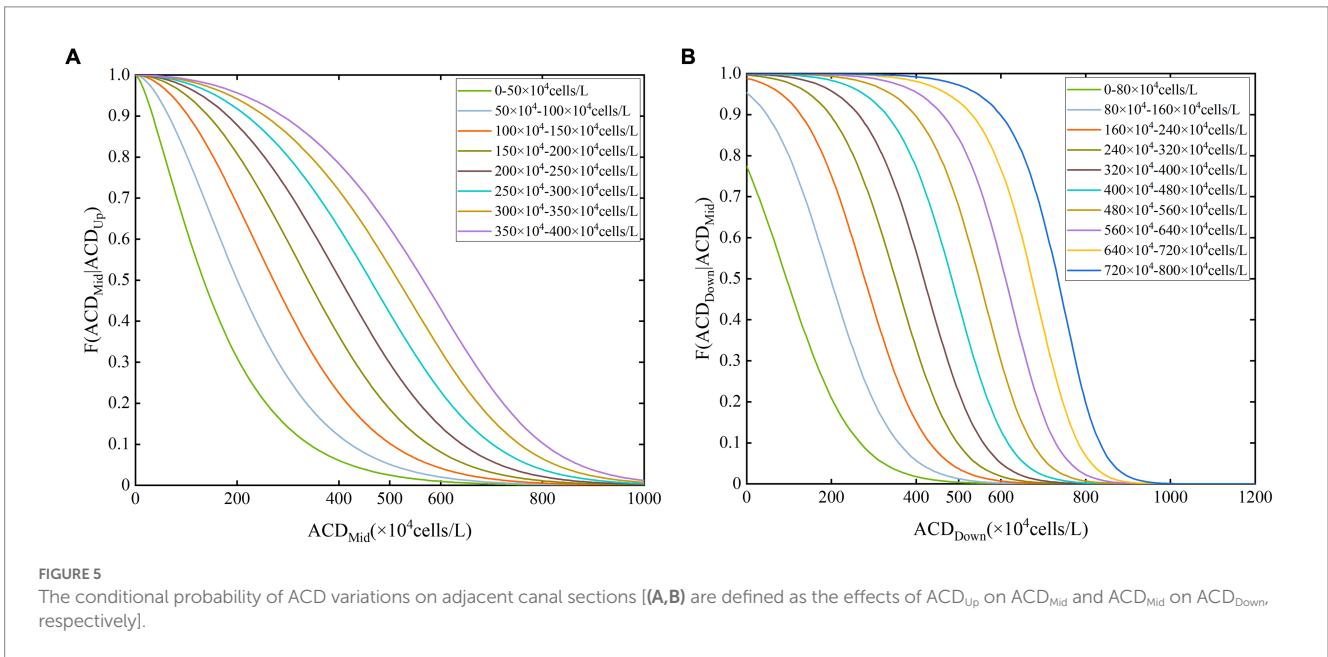 A
1.0
0.9
0.8
0.7
0.6
0.5
0.4
0.3
0.2
0.1
0
F(ACD_Mid|ACD_Up)
0-50×10⁴cells/L
50×10⁴-100×10⁴cells/L
100×10⁴-150×10⁴cells/L
150×10⁴-200×10⁴cells/L
200×10⁴-250×10⁴cells/L
250×10⁴-300×10⁴cells/L
300×10⁴-350×10⁴cells/L
350×10⁴-400×10⁴cells/L
0 200 400 500 600 800 1000
ACD_Mid(×10⁴cells/L)
B
1.0
0.9
0.8
0.7
0.6
0.5
0.4
0.3
0.2
0.1
0
F(ACD_Down|ACD_Mid)
0-80×10⁴cells/L
80×10⁴-160×10⁴cells/L
160×10⁴-240×10⁴cells/L
240×10⁴-320×10⁴cells/L
320×10⁴-400×10⁴cells/L
400×10⁴-480×10⁴cells/L
480×10⁴-560×10⁴cells/L
560×10⁴-640×10⁴cells/L
640×10⁴-720×10⁴cells/L
720×10⁴-800×10⁴cells/L
0 200 400 500 600 800 1000 1200
ACD_Down(×10⁴cells/L)
FIGURE 5
The conditional probability of ACD variations on adjacent canal sections [(A,B) are defined as the effects of ACD_Up on ACD_Mid and ACD_Mid on ACD_Down,
respectively].